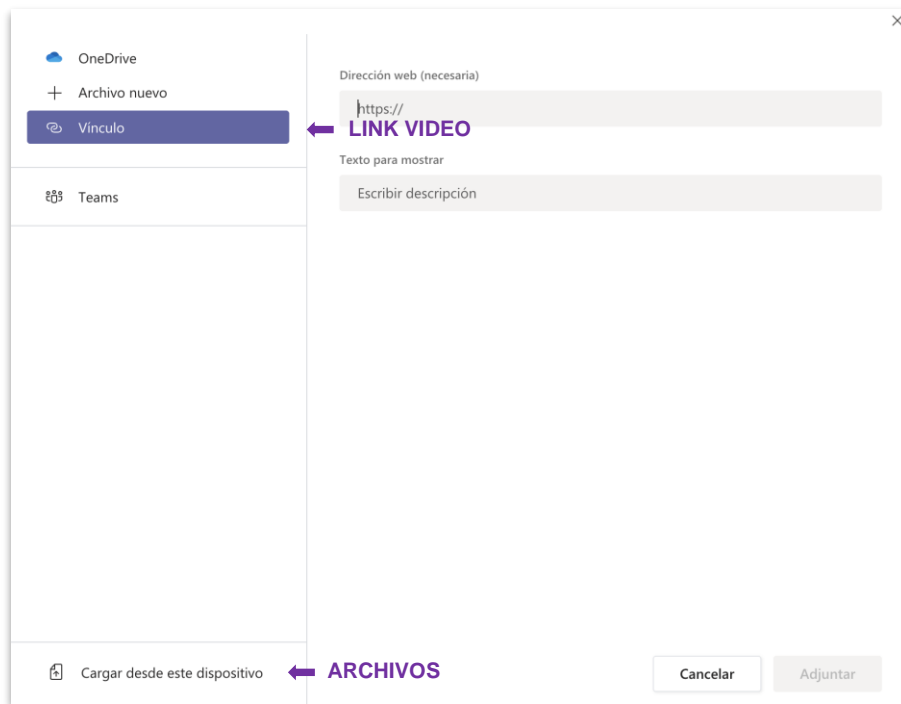 OneDrive
Archivo nuevo
Vínculo
Teams
Dirección web (necesaria)
https://
LINK VIDEO
Texto para mostrar
Escribir descripción
Cargar desde este dispositivo
ARCHIVOS
Cancelar
Adjuntar